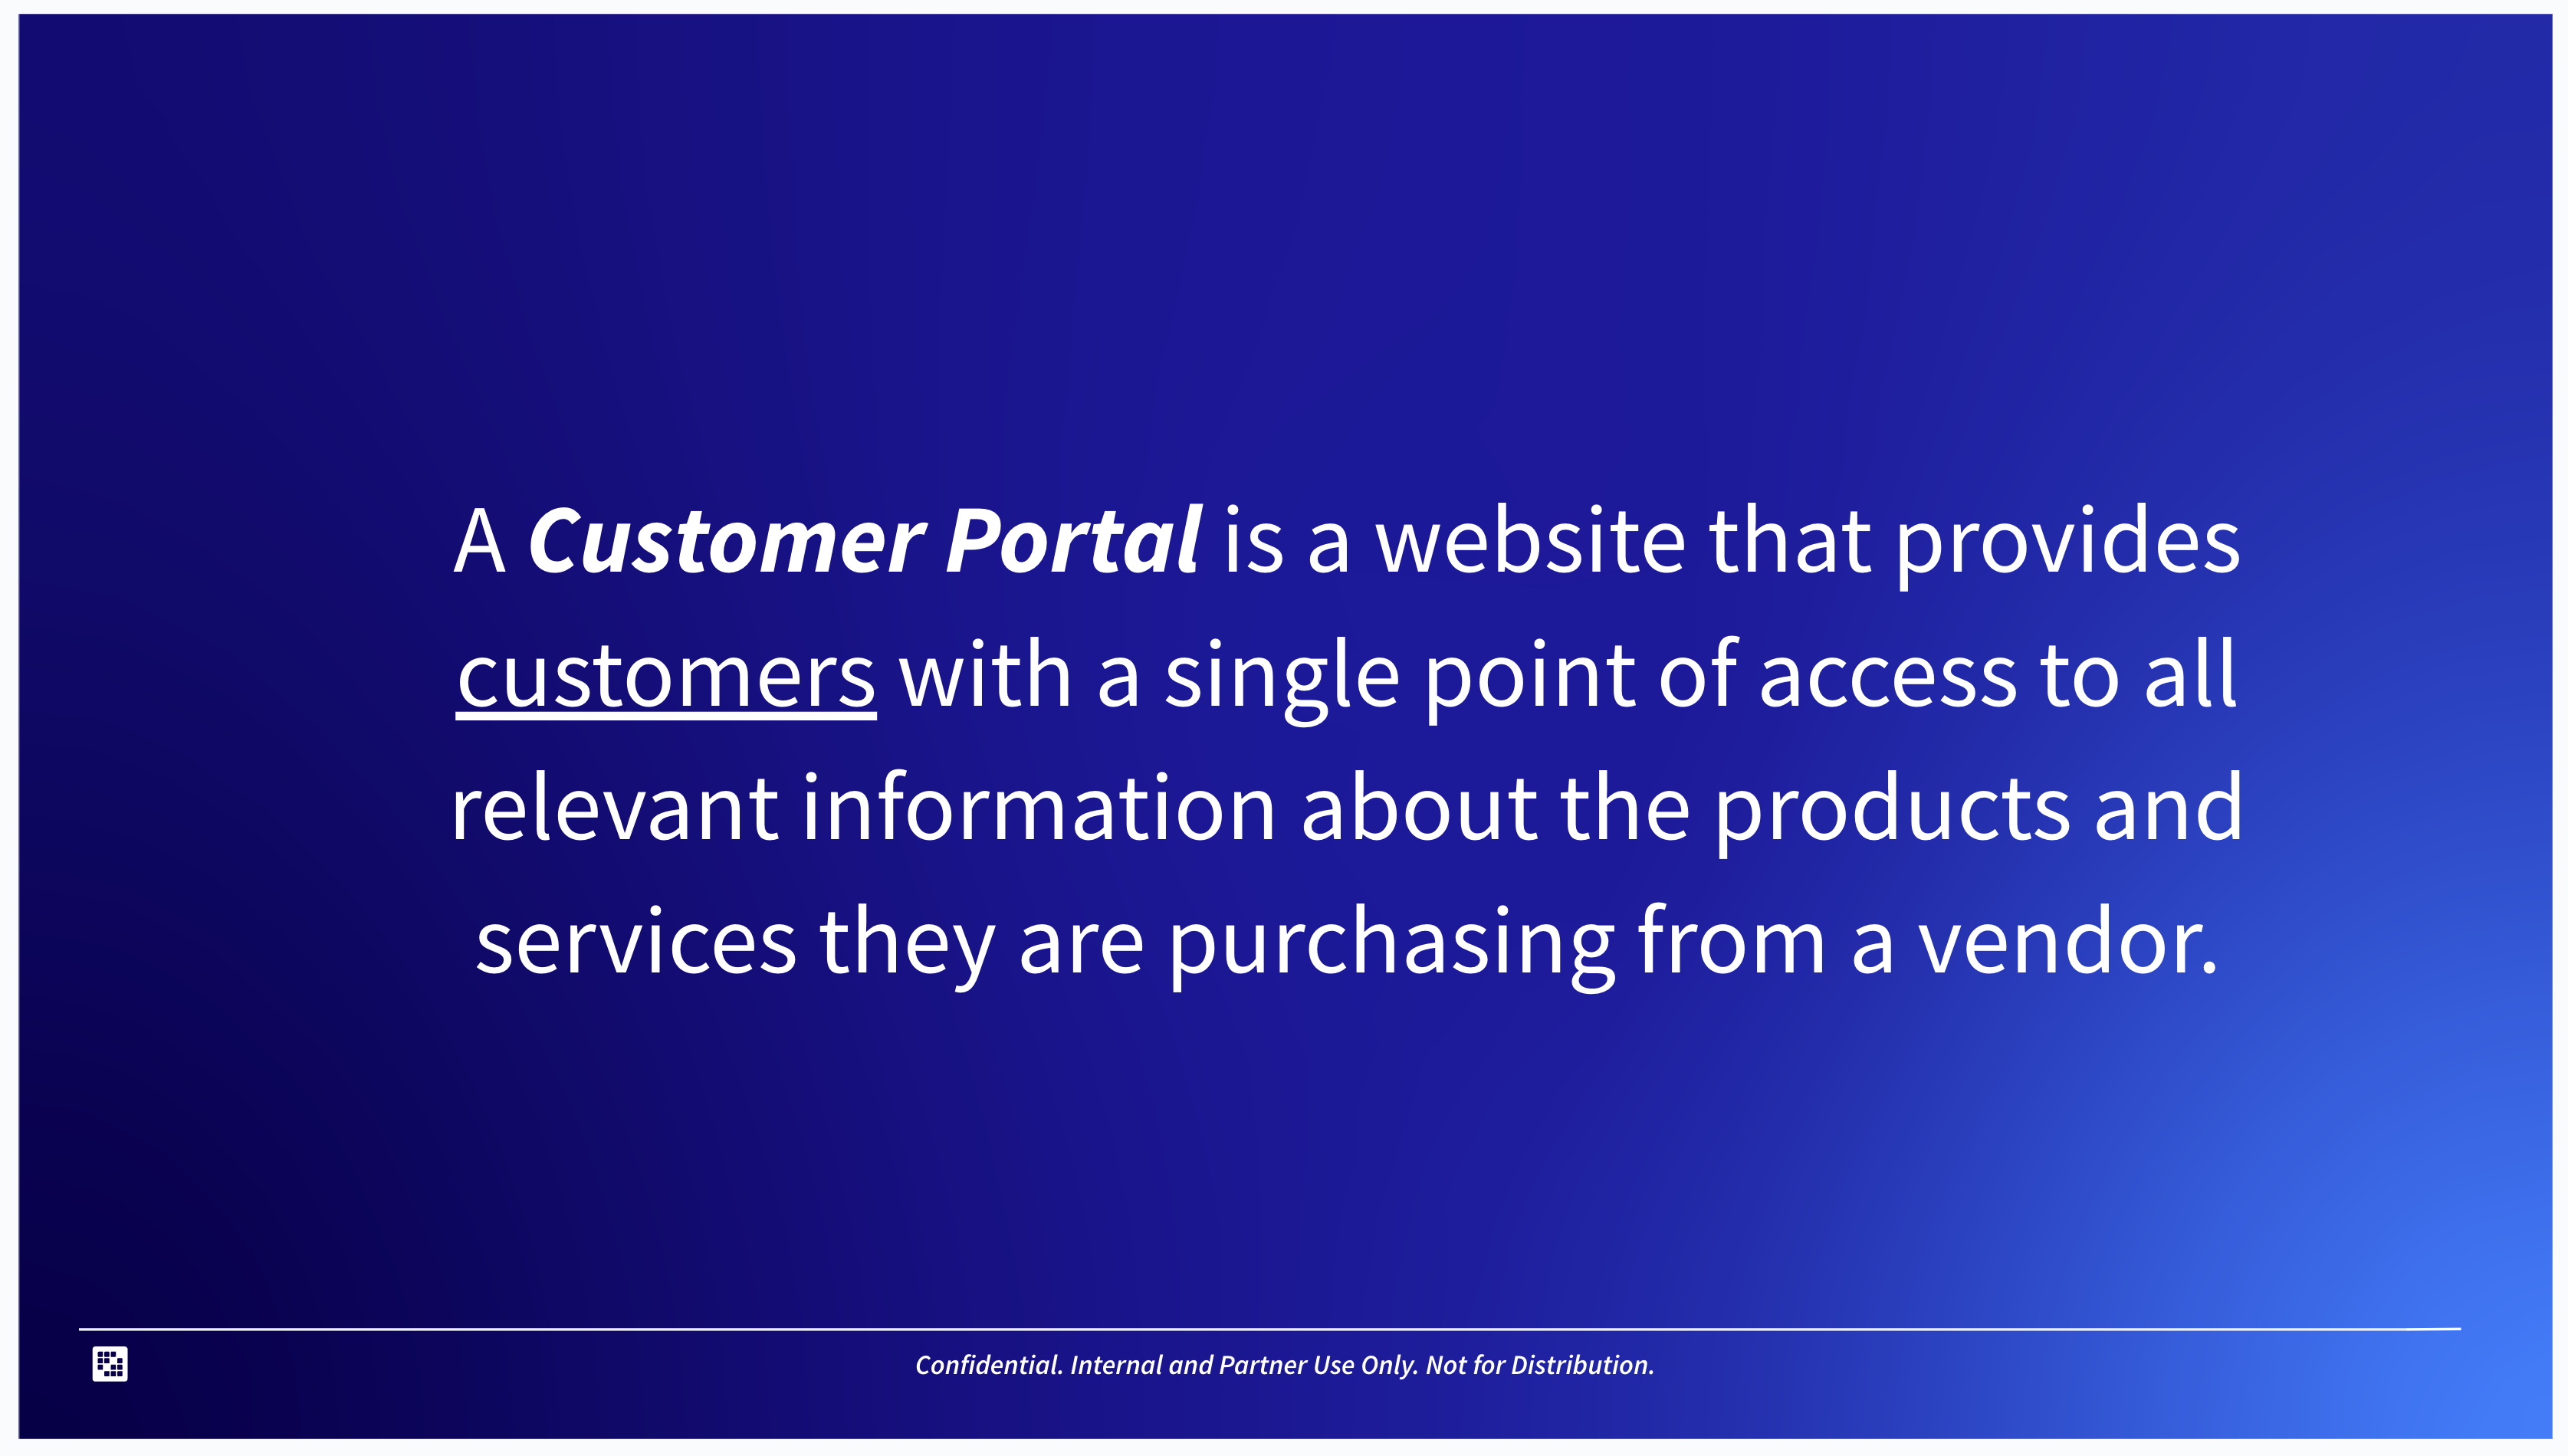 A Customer Portal is a website that provides
customers with a single point of access to all
relevant information about the products and
services they are purchasing from a vendor.
Confidential. Internal and Partner Use Only. Not for Distribution.